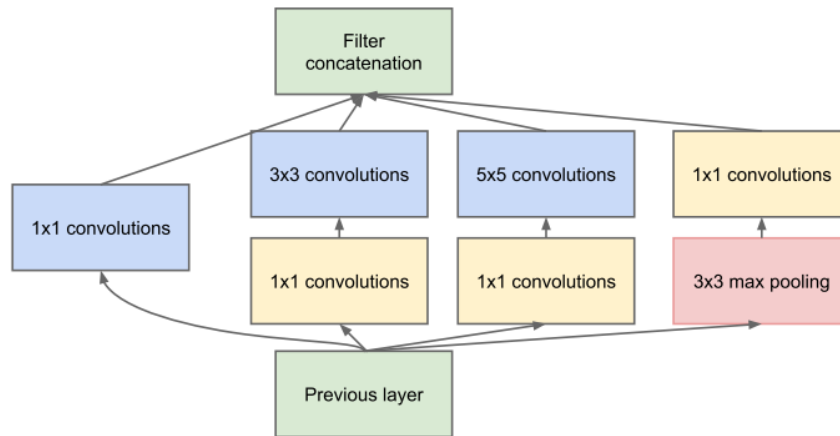 Filter
concatenation
3x3 convolutions
5x5 convolutions
1x1 convolutions
1x1 convolutions
1x1 convolutions
1x1 convolutions
3x3 max pooling
Previous layer